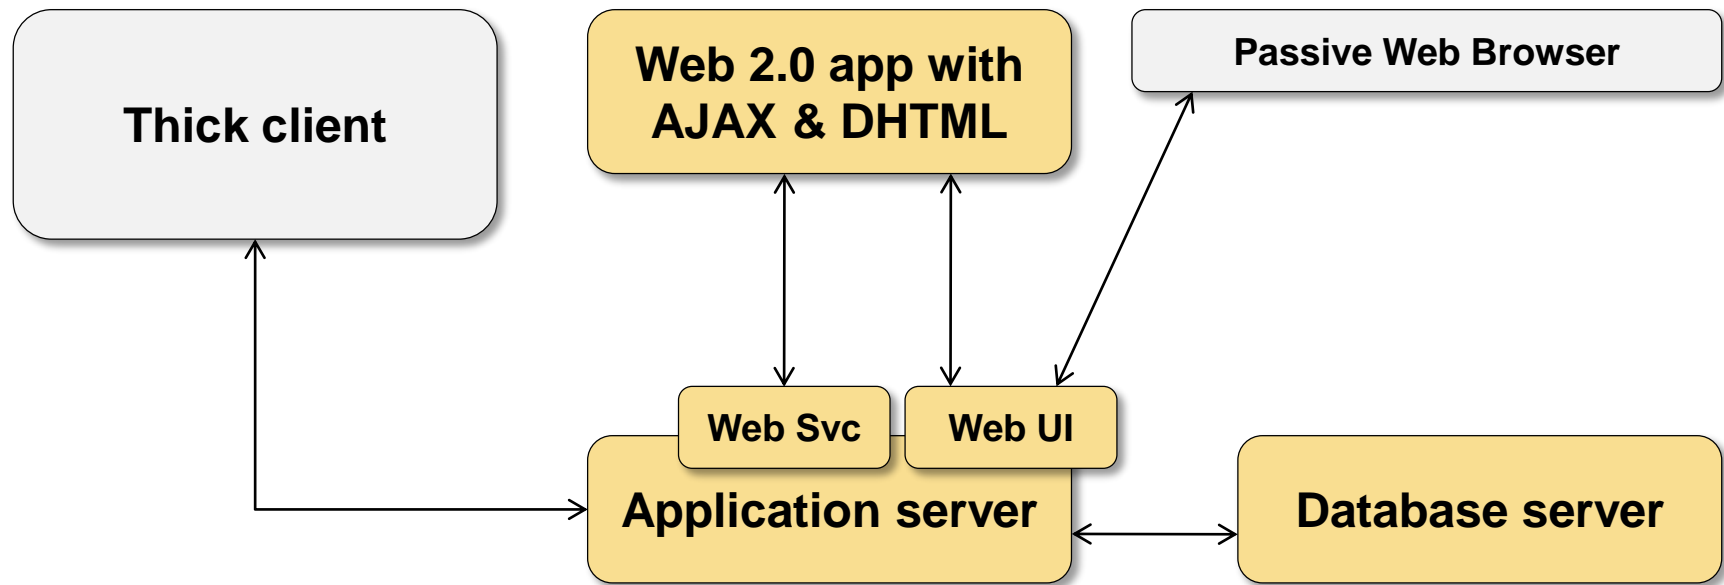 Thick client
Web 2.0 app with
AJAX & DHTML
Passive Web Browser
Web Svc
Web UI
Application server
Database server